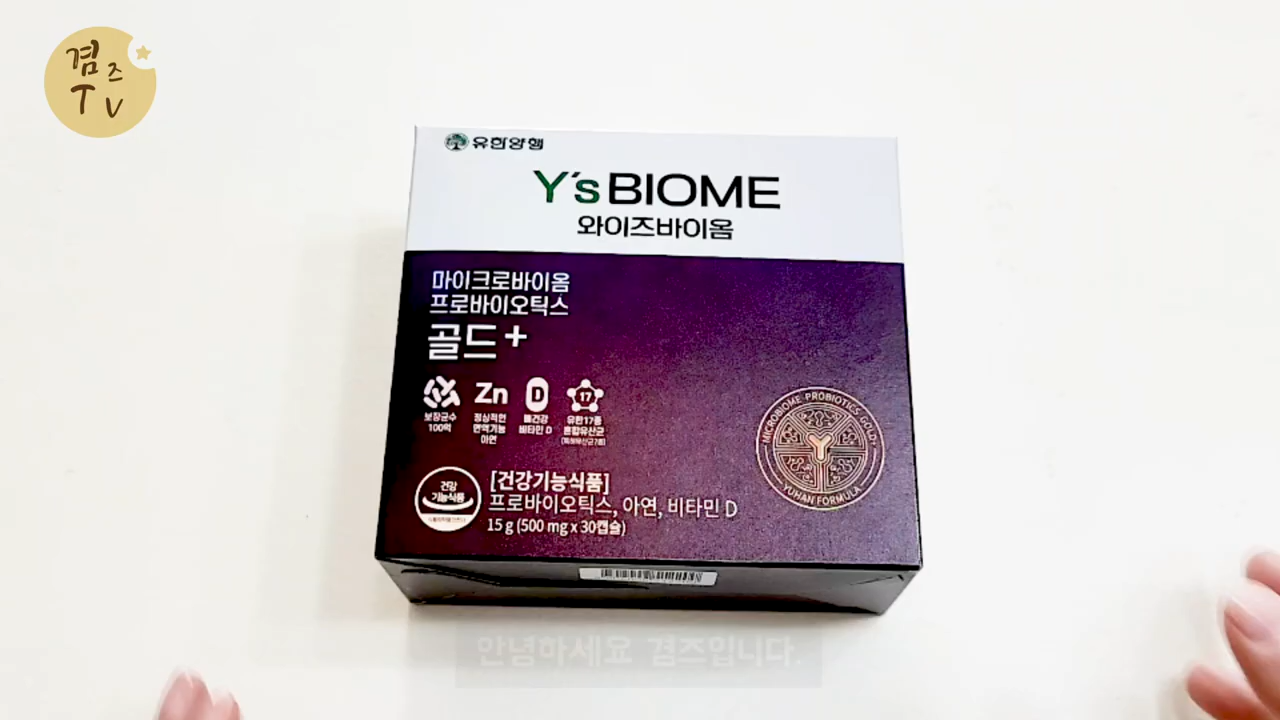 겸즈
TV
유한양행
Y's BIOME
와이즈바이옴
마이크로바이옴
프로바이오틱스
골드+
보장균수
100억
Zn
정상적인
면역기능
아연
D
뼈건강
비타민 D
17
유한17종
혼합유산균
MICROBIOME PROBIOTICS GOLD+
Y
YUHAN FORMULA
건강
기능식품
[건강기능식품]
프로바이오틱스, 아연, 비타민 D
15 g (500 mg x 30캡슐)
안녕하세요 겸즈입니다.